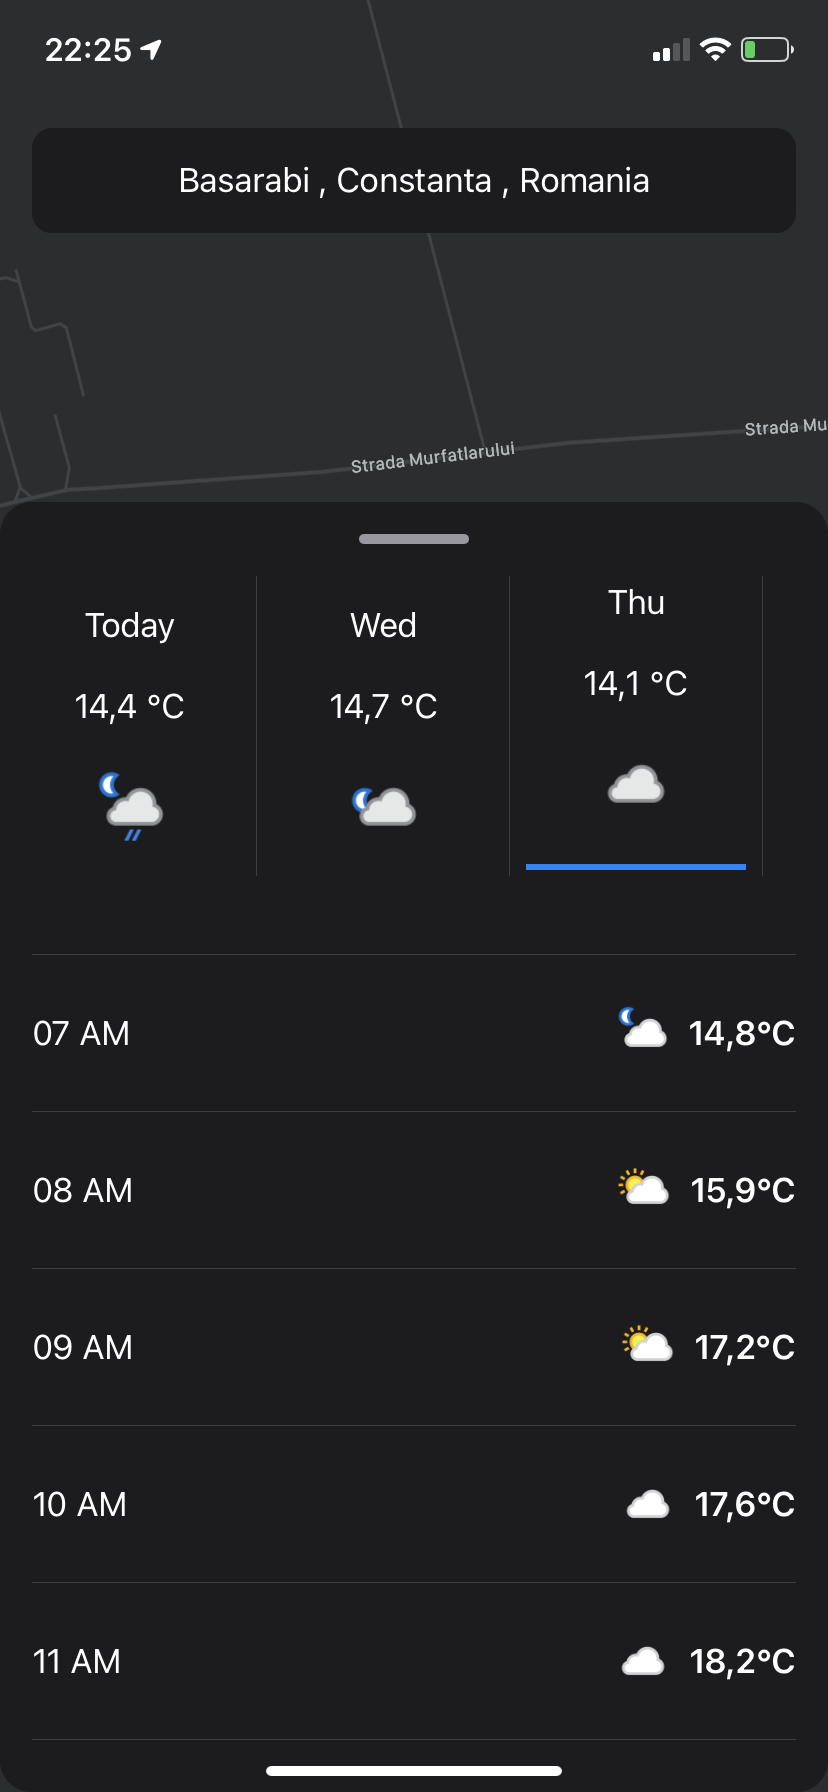 22:25
Basarabi , Constanta , Romania
Strada Mu
Strada Murfatlarului
Today
Wed
Thu
14,4 °C
14,7 °C
14,1 °C
07 AM 14,8°C
08 AM 15,9°C
09 AM 17,2°C
10 AM 17,6°C
11 AM 18,2°C